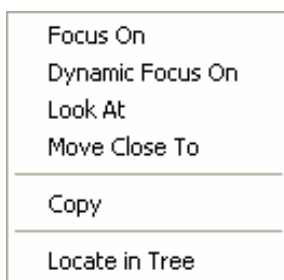 Focus On
Dynamic Focus On
Look At
Move Close To
Copy
Locate in Tree